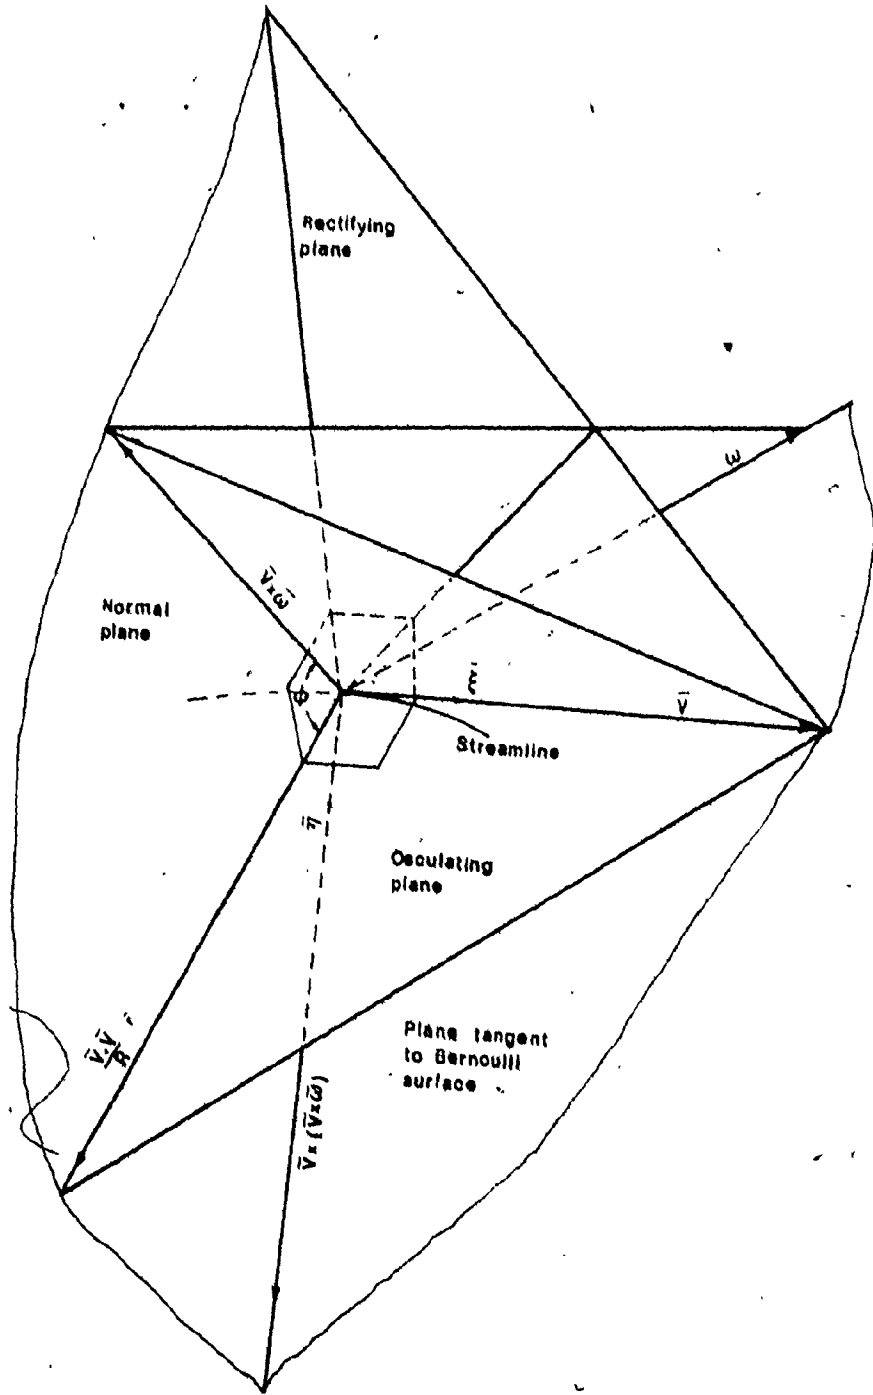 Rectifying
plane
ω
V̄×ω̄
Normal
plane
φ
ξ̄
V̄
Streamline
η̄
Osculating
plane
V̄·V̄
R
Plane tangent
to Bernoulli
surface
V̄×(V̄×ω̄)